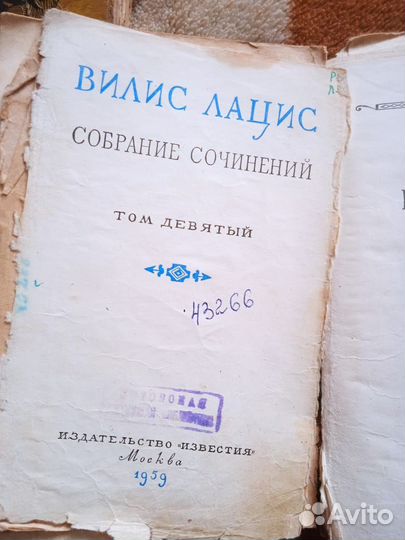 ВИЛИС ЛАЦИС
СОБРАНИЕ СОЧИНЕНИЙ
ТОМ ДЕВЯТЫЙ
43266
ИЗДАТЕЛЬСТВО «ИЗВЕСТИЯ»
Москва
1959
Avito